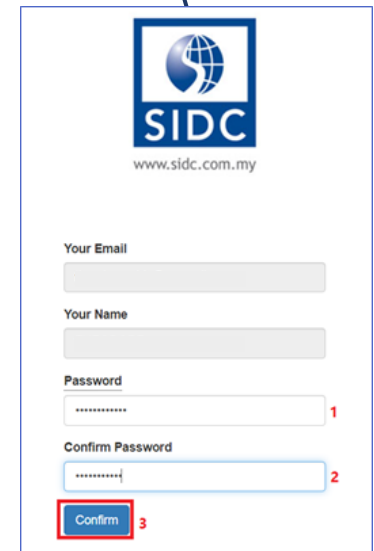 SIDC
www.sidc.com.my
Your Email
Your Name
Password
············ 1
Confirm Password
··········· 2
Confirm 3